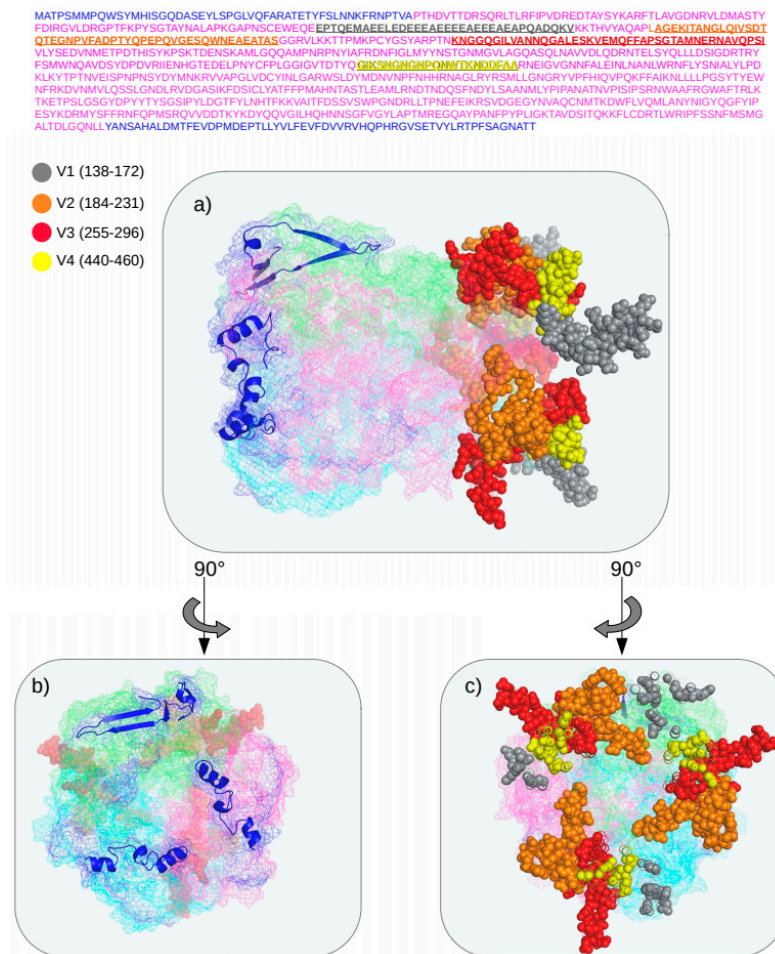 MATPSMMPQWSYMHISGQDASEYLSPGLVQFARATETYFSLNNKFRNPTVAPTHDVTTDRSQRLTLRFIPVDREDTAYSYKARFTLAVGDNRVLDMASTY
FDIRGVLDRGPTFKPYSGTAYNALAPKGAPNSCEWEQEEPTQEMAEELEDEEEAEEEEAEEEAEAPQADQKVKKTHVYAQAPLAGEKITANGLQIVSDT
QTEGNPVFADPTYQPEPQVGESQWNEAEATASGGRVLKKTTPMKPCYGSYARPTNKNGGQGILVANNQGALESKVEMQFFAPSGTAMNERNAVQPSI
VLYSEDVNMETPDTHISYKPSKTDENSKAMLGQQAMPNRPNYIAFRDNFIGLMYYNSTGNMGVLAGQASQLNAVVDLQDRNTELSYQLLLDSIGDRTRY
FSMWNQAVDSYDPDVRIIENHGTEDELPNYCFPLGGIGVTDTYQGIKSNGNGNPQNWTKNDDFAARNEIGVGNNFALEINLNANLWRNFLYSNIALYLPD
KLKYTPTNVEISPNPNSYDYMNKRVVAPGLVDCYINLGARWSLDYMDNVNPFNHHRNAGLRYRSMLLGNGRYVPFHIQVPQKFFAIKNLLLLPGSYTYEW
NFRKDVNMVLQSSLGNDLRVDGASIKFDSICLYATFFPMAHNTASTLEAMLRNDTNDQSFNDYLSAANMLYPIPANATNVPISIPSRNWAAFRGWAFTRLK
TKETPSLGSGYDPYYTYSGSIPYLDGTFYLNHTFKKVAITFDSSVSWPGNDRLLTPNEFEIKRSVDGEGYNVAQCNMTKDWFLVQMLANYNIGYQGFYIP
ESYKDRMYSFFRNFQPMSRQVVDDTKYKDYQQVGILHQHNNSGFVGYLAPTMREGQAYPANFPYPLIGKTAVDSITQKKFLCDRTLWRIPFSSNFMSMG
ALTDLGQNLLYANSAHALDMTFEVDPMDEPTLLYVLFEVFDVVRVHQPHRGVSETVYLRTPFSAGNATT
V1 (138-172)
V2 (184-231)
V3 (255-296)
V4 (440-460)
a)
90°
90°
b)
c)